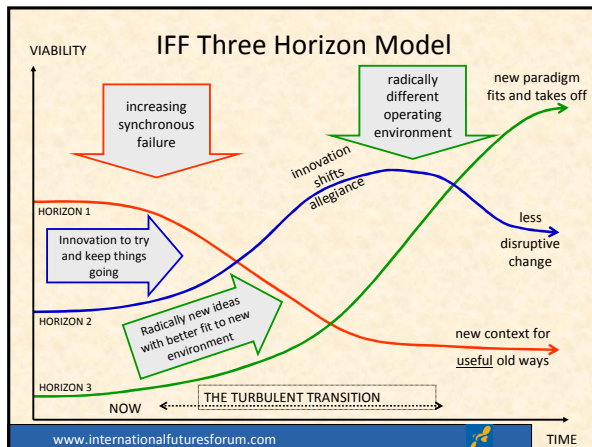 IFF Three Horizon Model
VIABILITY
increasing
synchronous
failure
radically
different
operating
environment
new paradigm
fits and takes off
innovation
shifts
allegiance
HORIZON 1
Innovation to try
and keep things
going
less
disruptive
change
HORIZON 2
Radically new ideas
with better fit to new
environment
new context for
useful old ways
HORIZON 3
NOW
THE TURBULENT TRANSITION
www.internationalfuturesforum.com
TIME